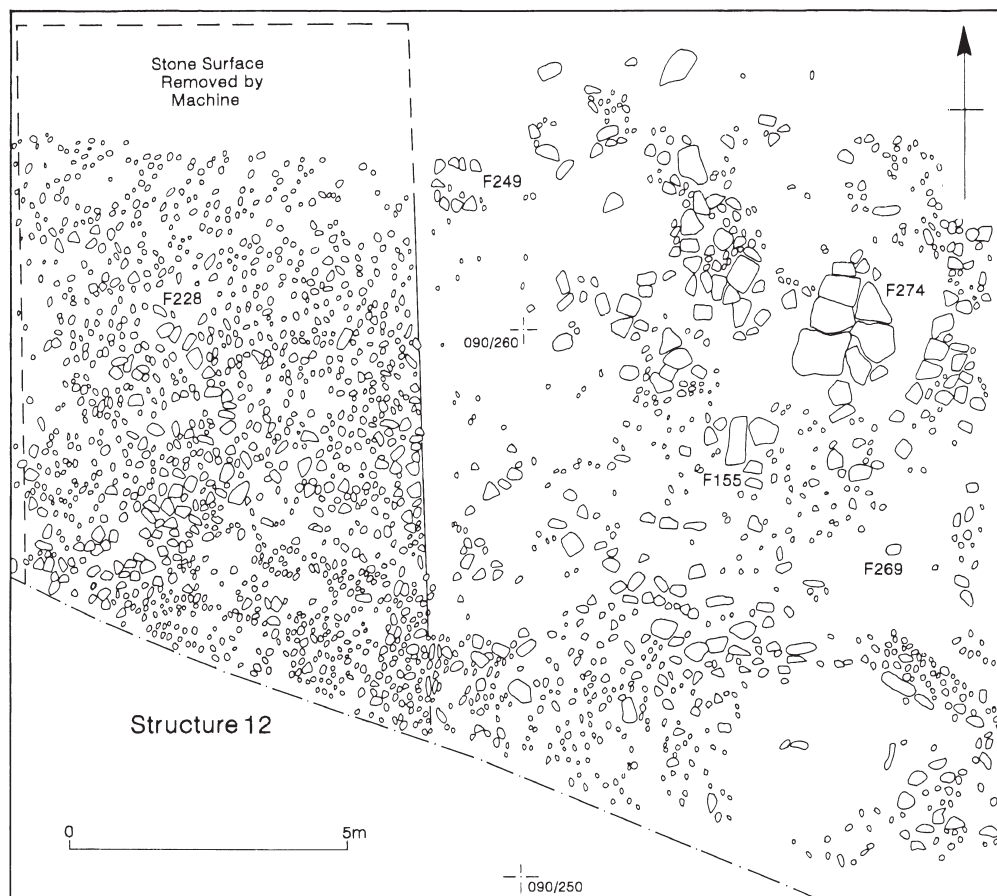 Stone Surface
Removed by
Machine
F249
F228
F274
090/260
F155
F269
Structure 12
0 5m
090/250